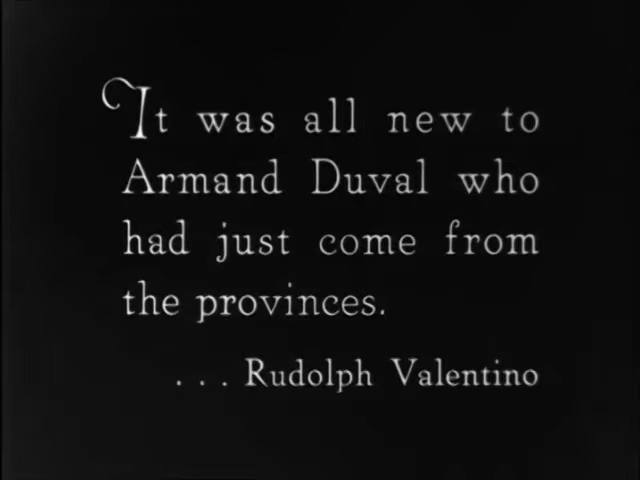 It was all new to
Armand Duval who
had just come from
the provinces.
. . . Rudolph Valentino